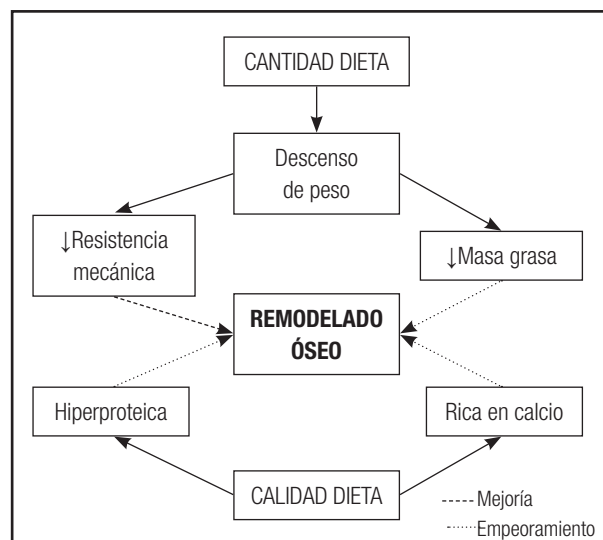 CANTIDAD DIETA
Descenso
de peso
↓Resistencia
mecánica
↓Masa grasa
REMODELADO
ÓSEO
Hiperproteica
Rica en calcio
CALIDAD DIETA
Mejoría
Empeoramiento